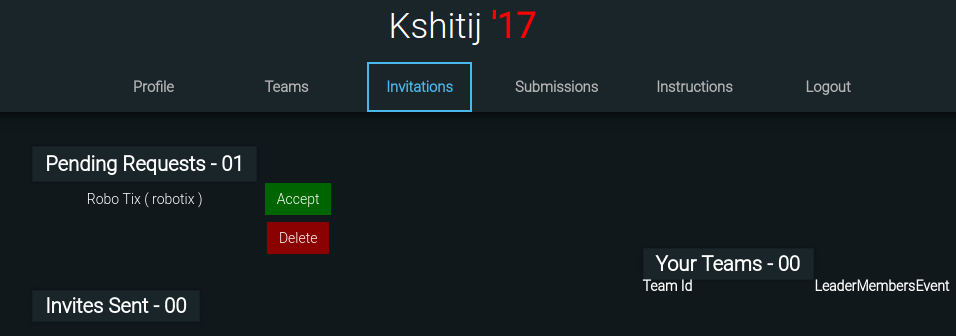 Kshitij '17
Profile Teams Invitations Submissions Instructions Logout
Pending Requests - 01
Robo Tix ( robotix ) Accept
Delete
Your Teams - 00
Team Id LeaderMembersEvent
Invites Sent - 00